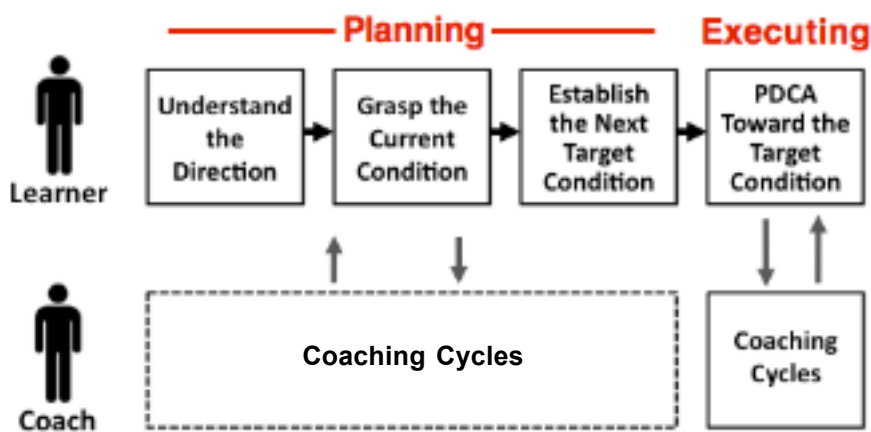 Planning
Executing
Understand
the
Direction
Grasp the
Current
Condition
Establish
the Next
Target
Condition
PDCA
Toward the
Target
Condition
Learner
Coaching Cycles
Coaching
Cycles
Coach